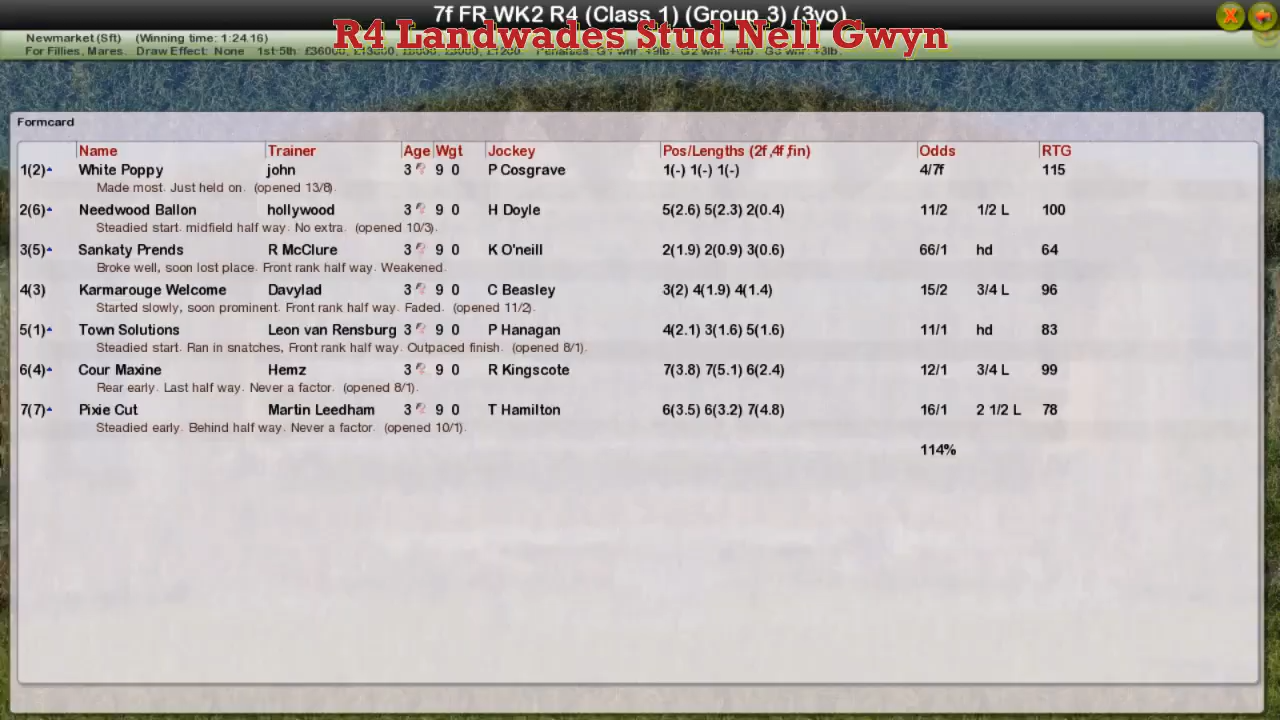 7f FR WK2 R4 (Class 1) (Group 3) (3yo)
R4 Landwades Stud Nell Gwyn
Newmarket (Sft) (Winning time: 1:24.16)
For Fillies, Mares. Draw Effect: None 1st-5th: £36000, £1200. Penalties: G1 wnr +9lb. G2 wnr +6lb. G3 wnr +3lb.
Formcard
Name Trainer Age Wgt Jockey Pos/Lengths (2f,4f,fin) Odds RTG
1(2) White Poppy john 3 9 0 P Cosgrave 1(-) 1(-) 1(-) 4/7f 115
Made most. Just held on. (opened 13/8).
2(6) Needwood Ballon hollywood 3 9 0 H Doyle 5(2.6) 5(2.3) 2(0.4) 11/2 1/2 L 100
Steadied start. midfield half way. No extra. (opened 10/3).
3(5) Sankaty Prends R McClure 3 9 0 K O'neill 2(1.9) 2(0.9) 3(0.6) 66/1 hd 64
Broke well, soon lost place. Front rank half way. Weakened.
4(3) Karmarouge Welcome Davylad 3 9 0 C Beasley 3(2) 4(1.9) 4(1.4) 15/2 3/4 L 96
Started slowly, soon prominent. Front rank half way. Faded. (opened 11/2).
5(1) Town Solutions Leon van Rensburg 3 9 0 P Hanagan 4(2.1) 3(1.6) 5(1.6) 11/1 hd 83
Steadied start. Ran in snatches, Front rank half way. Outpaced finish. (opened 8/1).
6(4) Cour Maxine Hemz 3 9 0 R Kingscote 7(3.8) 7(5.1) 6(2.4) 12/1 3/4 L 99
Rear early. Last half way. Never a factor. (opened 8/1).
7(7) Pixie Cut Martin Leedham 3 9 0 T Hamilton 6(3.5) 6(3.2) 7(4.8) 16/1 2 1/2 L 78
Steadied early. Behind half way. Never a factor. (opened 10/1).
114%